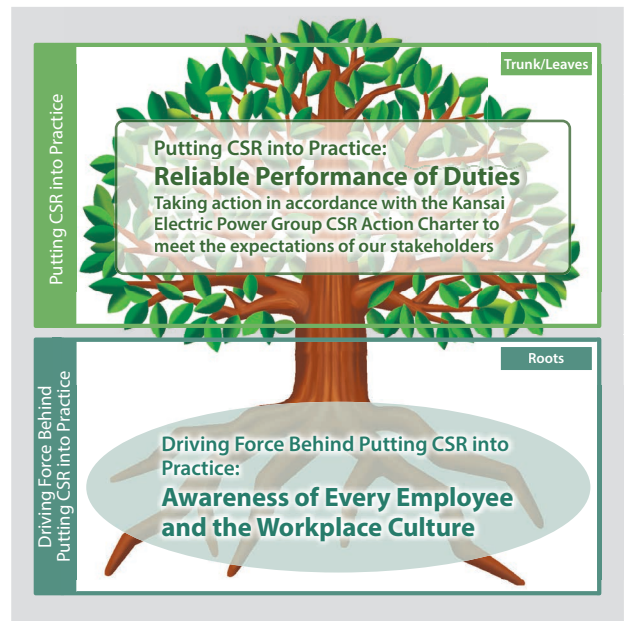 Trunk/Leaves
Putting CSR into Practice
Putting CSR into Practice:
Reliable Performance of Duties
Taking action in accordance with the Kansai
Electric Power Group CSR Action Charter to
meet the expectations of our stakeholders
Roots
Driving Force Behind
Putting CSR into Practice
Driving Force Behind Putting CSR into
Practice:
Awareness of Every Employee
and the Workplace Culture